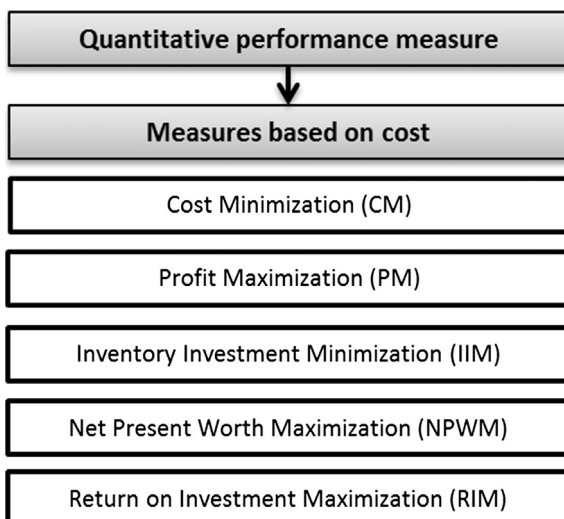 Quantitative performance measure
Measures based on cost
Cost Minimization (CM)
Profit Maximization (PM)
Inventory Investment Minimization (IIM)
Net Present Worth Maximization (NPWM)
Return on Investment Maximization (RIM)